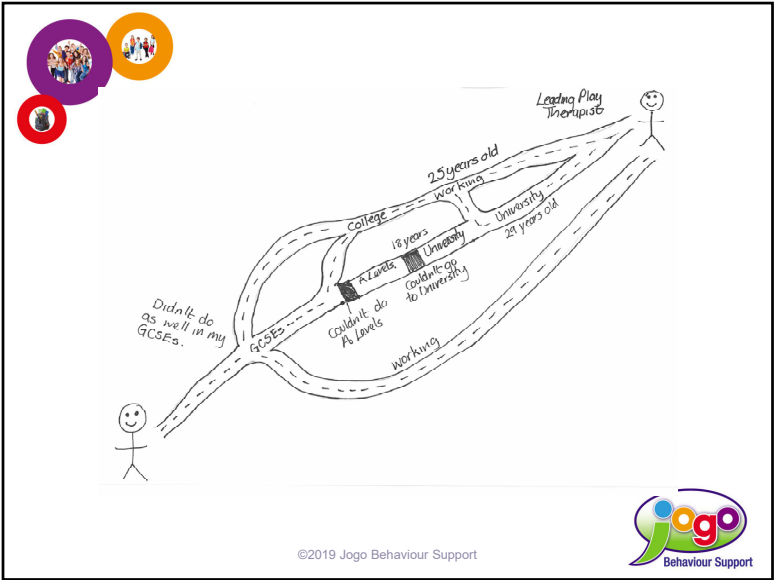 Leading Play
Therapist
25 years old
working
College
University
29 years old
18 years
University
A Levels.
Couldn't go
to University
Couldn't do
A Levels
Didn't do
as well in my
GCSEs.
GCSEs
working
©2019 Jogo Behaviour Support
jogo
Behaviour Support